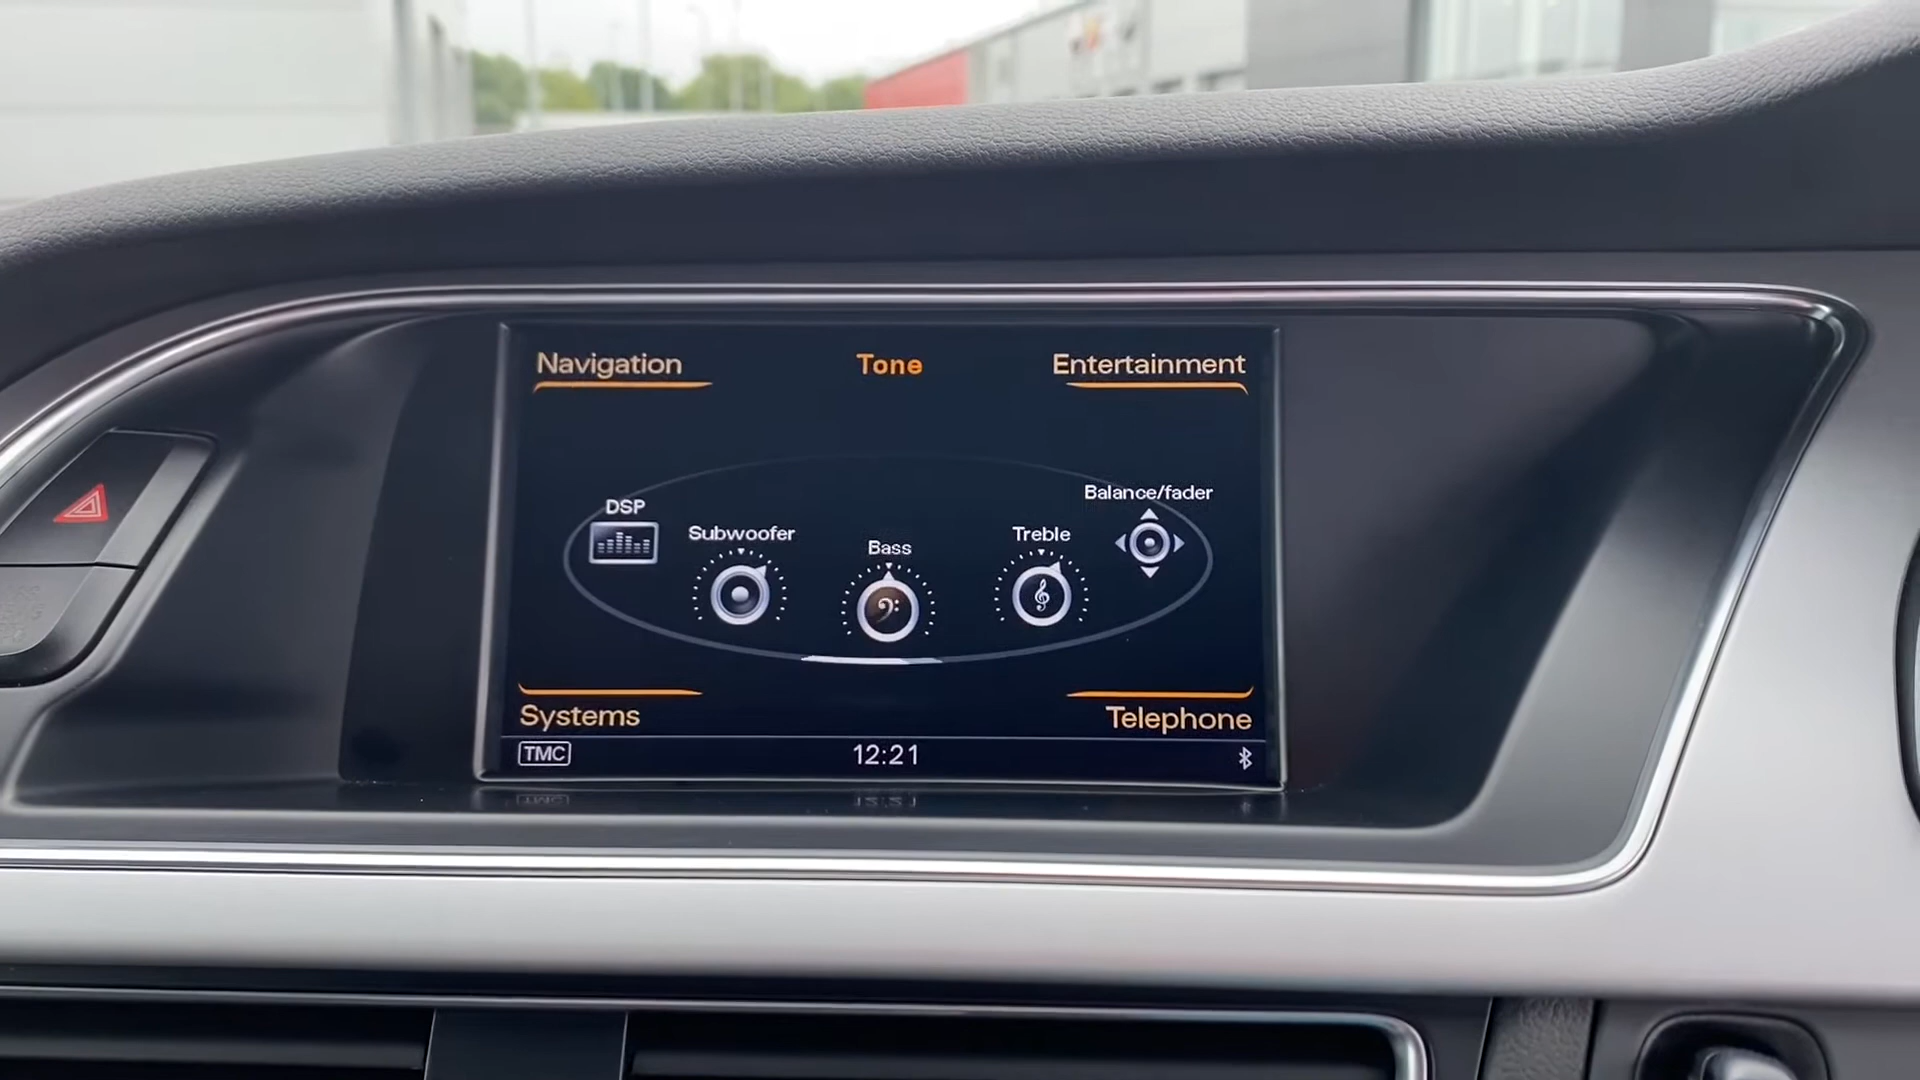 Navigation
Tone
Entertainment
DSP
Subwoofer
Bass
Treble
Balance/fader
Systems
Telephone
TMC
12:21